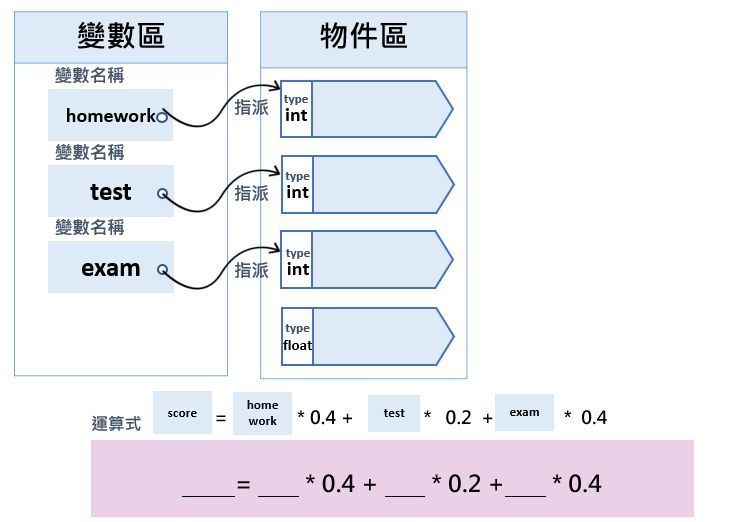 變數區
物件區
變數名稱
homework
指派
type
int
變數名稱
test
指派
type
int
變數名稱
exam
指派
type
int
type
float
運算式 score = home work * 0.4 + test * 0.2 + exam * 0.4
____ = ____ * 0.4 + ____ * 0.2 + ____ * 0.4